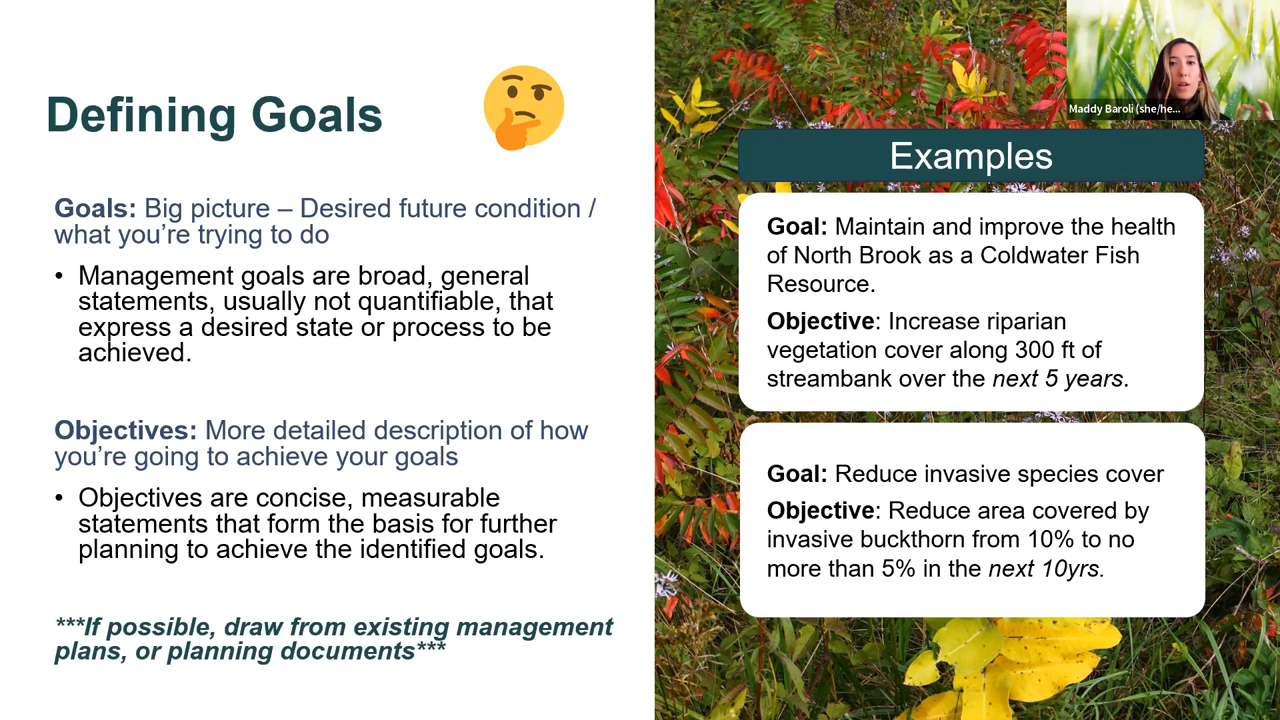 Defining Goals
Goals: Big picture – Desired future condition /
what you’re trying to do
• Management goals are broad, general
statements, usually not quantifiable, that
express a desired state or process to be
achieved.
Objectives: More detailed description of how
you’re going to achieve your goals
• Objectives are concise, measurable
statements that form the basis for further
planning to achieve the identified goals.
***If possible, draw from existing management
plans, or planning documents***
Maddy Baroli (she/he...
Examples
Goal: Maintain and improve the health
of North Brook as a Coldwater Fish
Resource.
Objective: Increase riparian
vegetation cover along 300 ft of
streambank over the next 5 years.
Goal: Reduce invasive species cover
Objective: Reduce area covered by
invasive buckthorn from 10% to no
more than 5% in the next 10yrs.